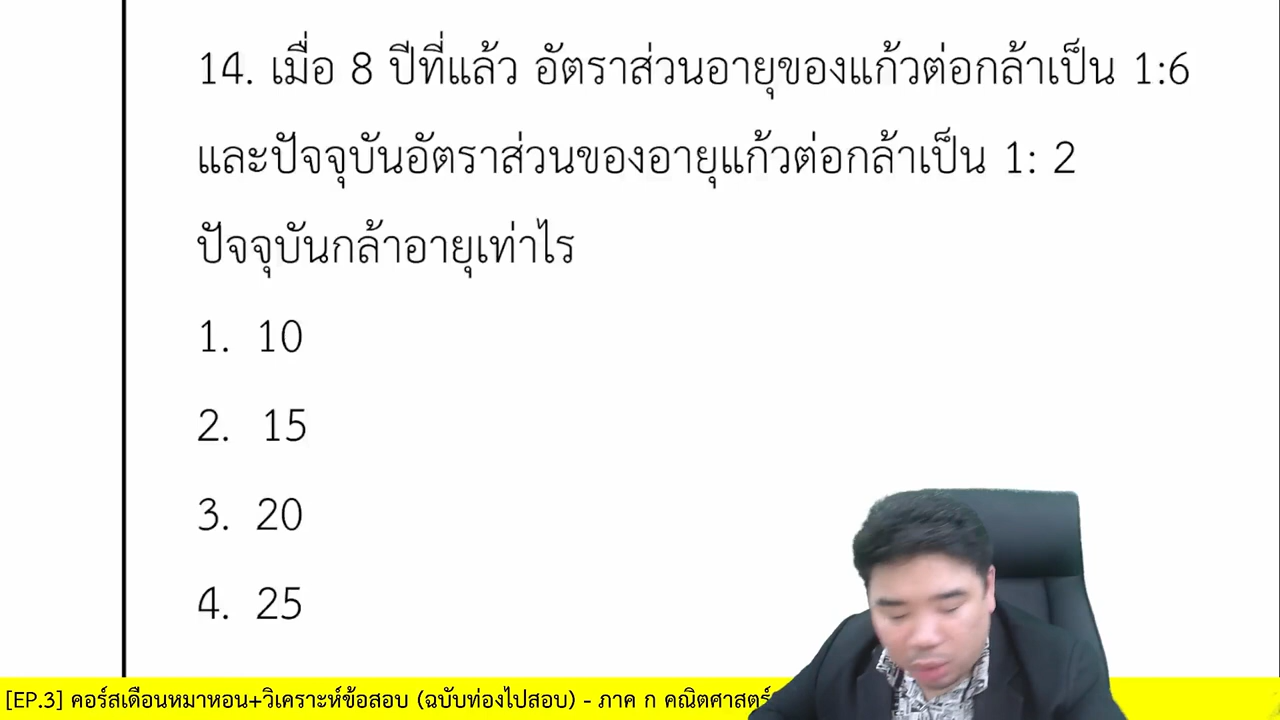 14. เมื่อ 8 ปีที่แล้ว อัตราส่วนอายุของแก้วต่อกล้าเป็น 1:6
และปัจจุบันอัตราส่วนของอายุแก้วต่อกล้าเป็น 1: 2
ปัจจุบันกล้าอายุเท่าไร
1. 10
2. 15
3. 20
4. 25
[EP.3] คอร์สเดือนหมาหอน+วิเคราะห์ข้อสอบ (ฉบับท่องไปสอบ) - ภาค ก คณิตศาสตร์